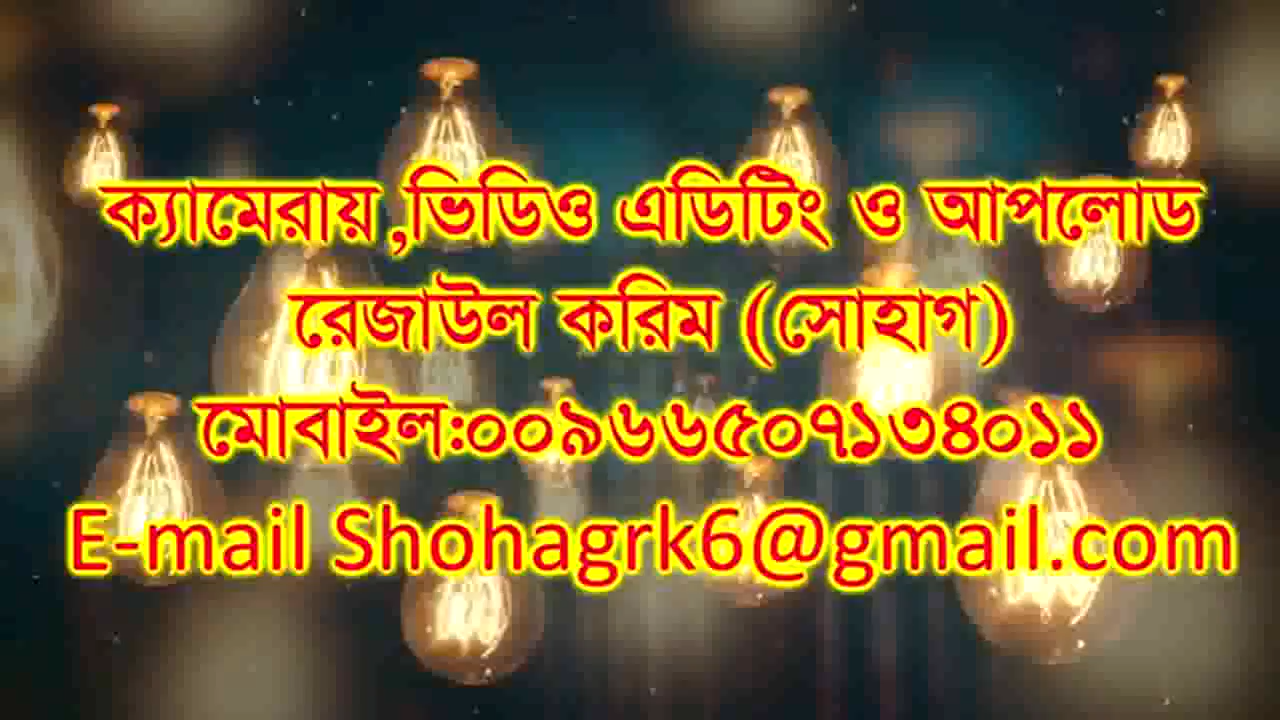 ক্যামেরায় ,ভিডিও এডিটিং ও আপলোড
রেজাউল করিম (সোহাগ)
মোবাইল:০০৯৬৬৫০৭১৩৪০১১
E-mail Shohagrk6@gmail.com